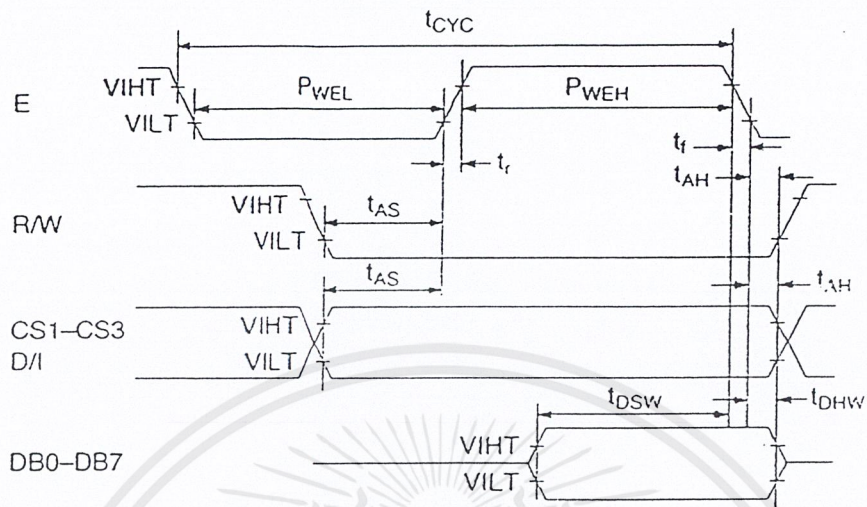 tCYC
E
VIHT
VILT
PWEL
PWEH
tr
tf
tAH
R/W
VIHT
VILT
tAS
tAS
tAH
CS1–CS3
D/I
VIHT
VILT
tDSW
tDHW
DB0–DB7
VIHT
VILT